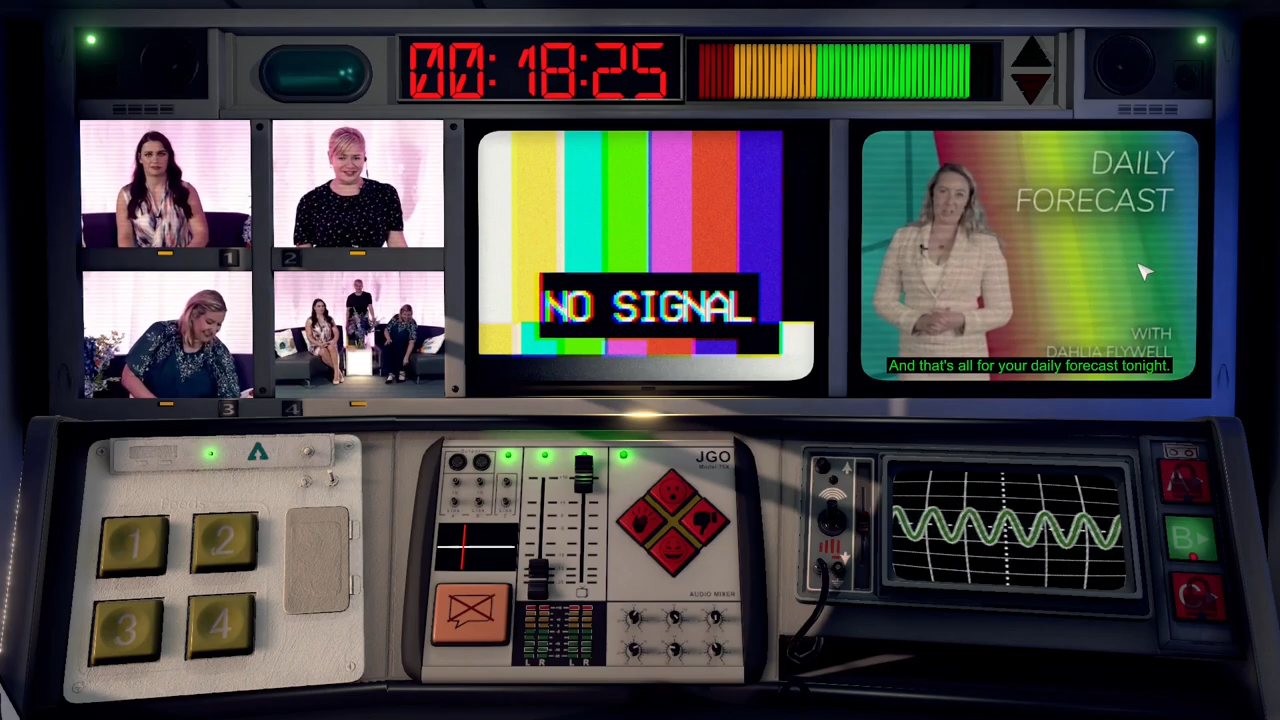 00:18:25
DAILY
FORECAST
1
2
NO SIGNAL
WITH
DAHLIA FLYWELL
And that's all for your daily forecast tonight.
3
4
JGO
1
2
B
3
4
AUDIO MIXER
L R L R